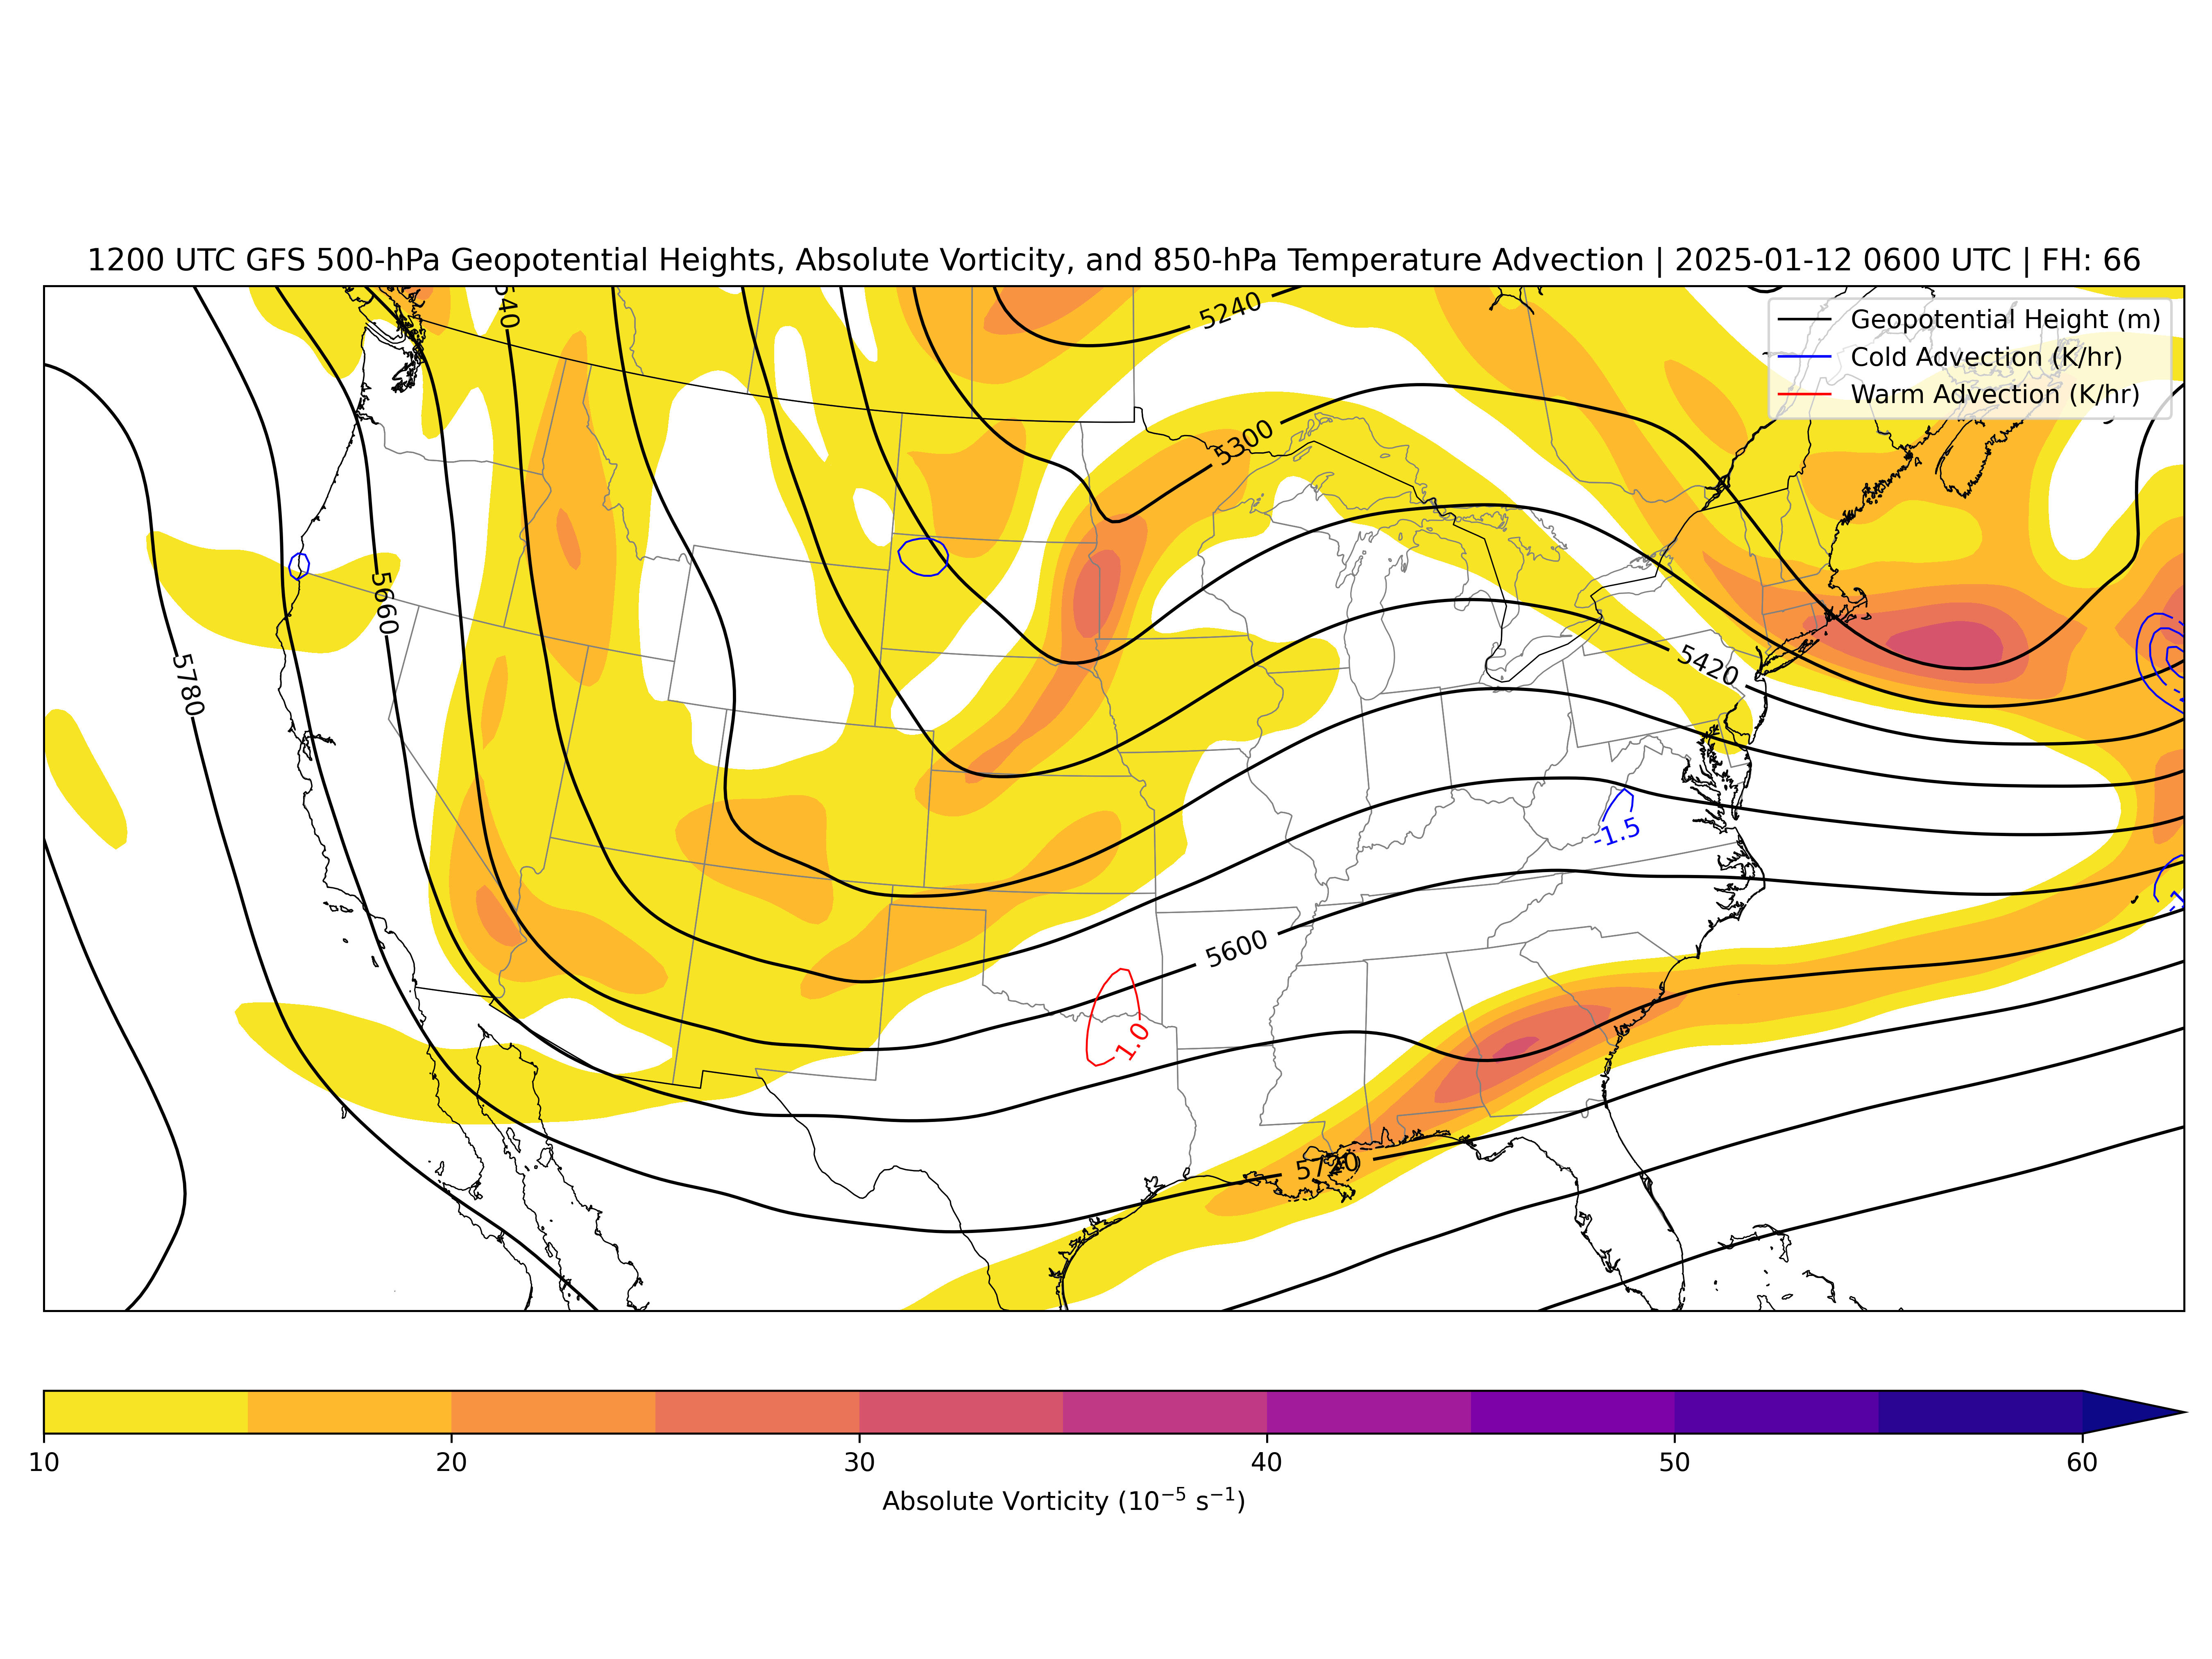 1200 UTC GFS 500-hPa Geopotential Heights, Absolute Vorticity, and 850-hPa Temperature Advection | 2025-01-12 0600 UTC | FH: 66
Geopotential Height (m)
Cold Advection (K/hr)
Warm Advection (K/hr)
5240
5300
5660
5780
5420
-1.5
5600
1.0
5720
10 20 30 40 50 60
Absolute Vorticity (10⁻⁵ s⁻¹)